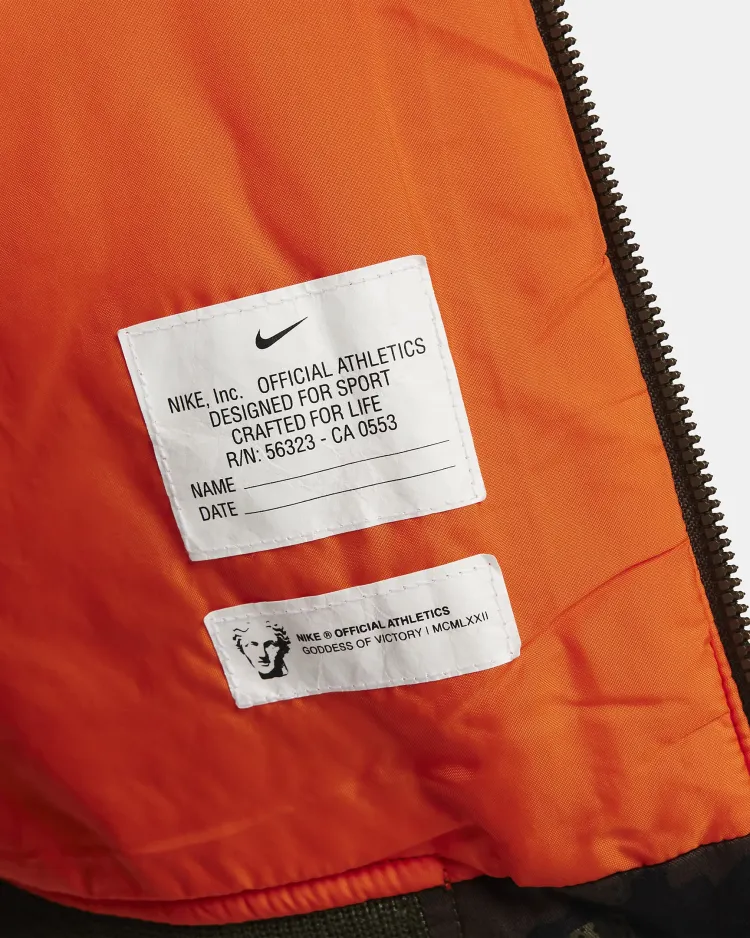 NIKE, Inc. OFFICIAL ATHLETICS
DESIGNED FOR SPORT
CRAFTED FOR LIFE
R/N: 56323 - CA 0553
NAME
DATE
NIKE ® OFFICIAL ATHLETICS
GODDESS OF VICTORY | MCMLXXII